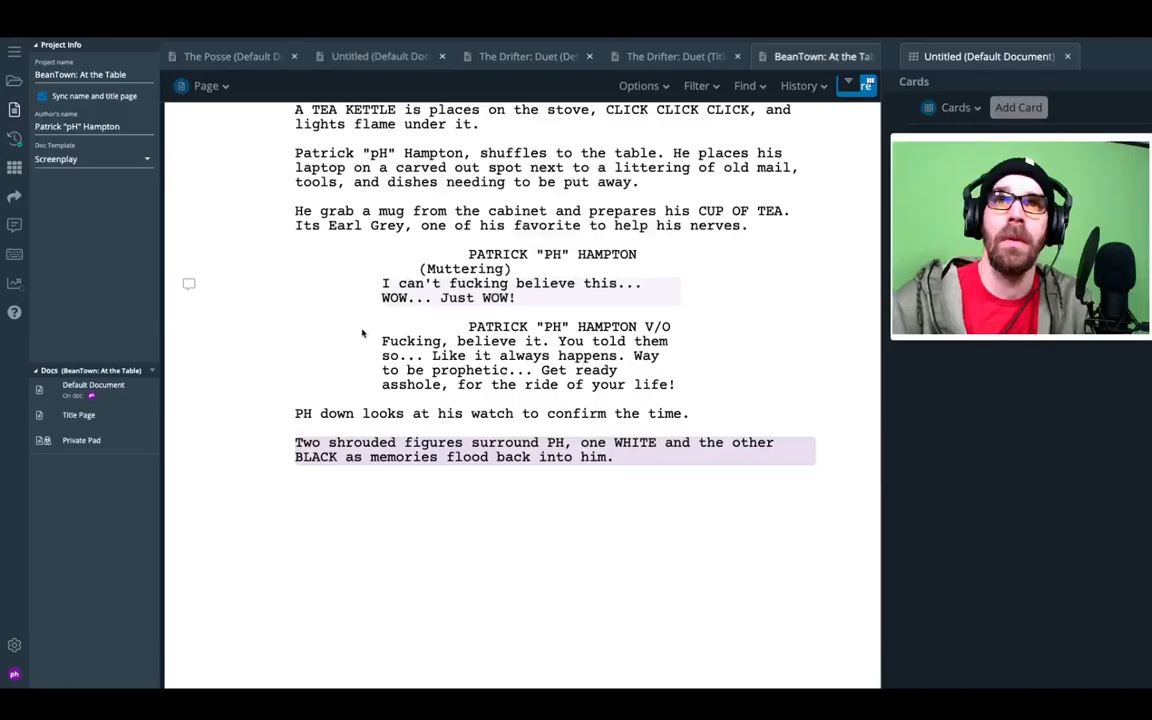 Project Info
Project name
BeanTown: At the Table
Sync name and title page
Author's name
Patrick "pH" Hampton
Doc Template
Screenplay
Docs (BeanTown: At the Table)
Default Document
On doc ph
Title Page
Private Pad
ph
The Posse (Default D
Untitled (Default Doc
The Drifter: Duet (De
The Drifter: Duet (Titl
BeanTown: At the Ta
Page
Options
Filter
Find
History
re
A TEA KETTLE is places on the stove, CLICK CLICK CLICK, and
lights flame under it.
Patrick "pH" Hampton, shuffles to the table. He places his
laptop on a carved out spot next to a littering of old mail,
tools, and dishes needing to be put away.
He grab a mug from the cabinet and prepares his CUP OF TEA.
Its Earl Grey, one of his favorite to help his nerves.
PATRICK "PH" HAMPTON
(Muttering)
I can't fucking believe this...
WOW... Just WOW!
PATRICK "PH" HAMPTON V/O
Fucking, believe it. You told them
so... Like it always happens. Way
to be prophetic... Get ready
asshole, for the ride of your life!
PH down looks at his watch to confirm the time.
Two shrouded figures surround PH, one WHITE and the other
BLACK as memories flood back into him.
Untitled (Default Document)
Cards
Cards
Add Card